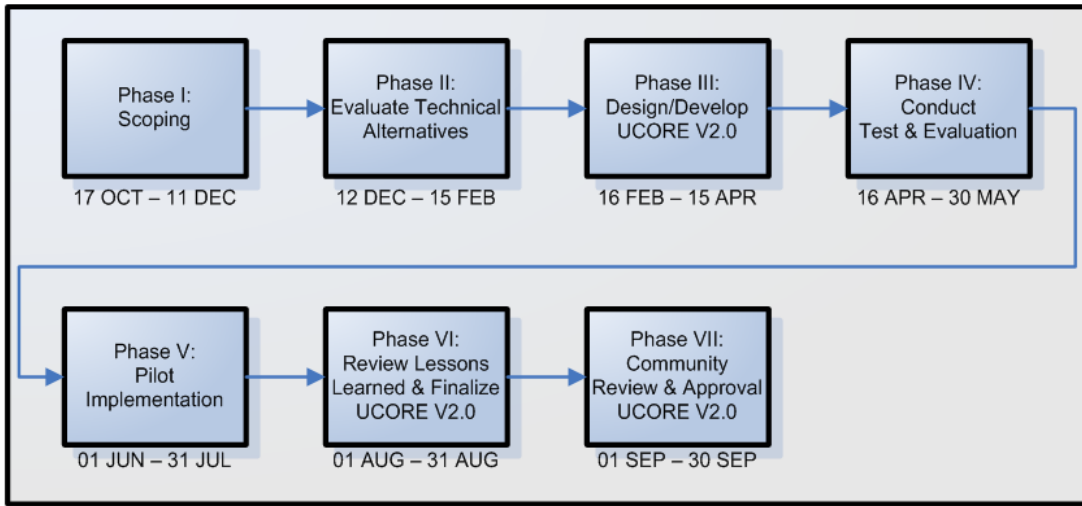 Phase I:
Scoping
17 OCT – 11 DEC
Phase II:
Evaluate Technical
Alternatives
12 DEC – 15 FEB
Phase III:
Design/Develop
UCORE V2.0
16 FEB – 15 APR
Phase IV:
Conduct
Test & Evaluation
16 APR – 30 MAY
Phase V:
Pilot
Implementation
01 JUN – 31 JUL
Phase VI:
Review Lessons
Learned & Finalize
UCORE V2.0
01 AUG – 31 AUG
Phase VII:
Community
Review & Approval
UCORE V2.0
01 SEP – 30 SEP